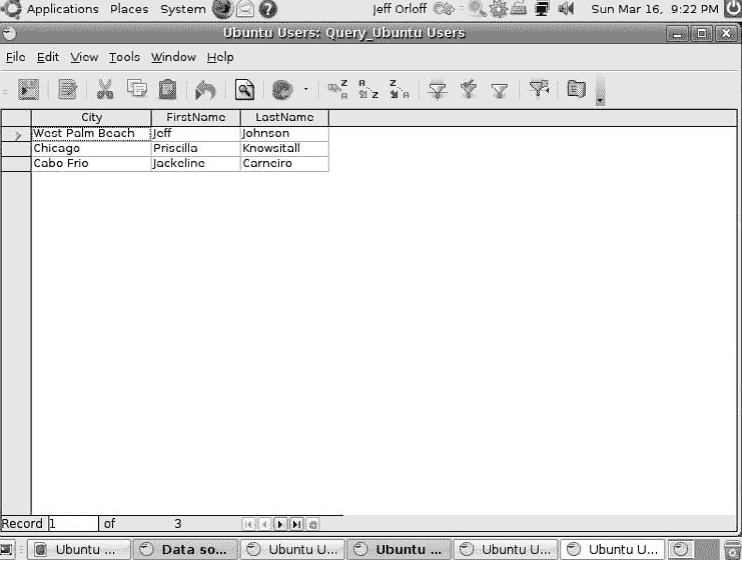 Applications Places System Jeff Orloff Sun Mar 16, 9:22 PM
Ubuntu Users: Query_Ubuntu Users
File Edit View Tools Window Help
City FirstName LastName
West Palm Beach Jeff Johnson
Chicago Priscilla Knowsitall
Cabo Frio Jackeline Carneiro
Record 1 of 3
Ubuntu ... Data so... Ubuntu U... Ubuntu ... Ubuntu U... Ubuntu U...